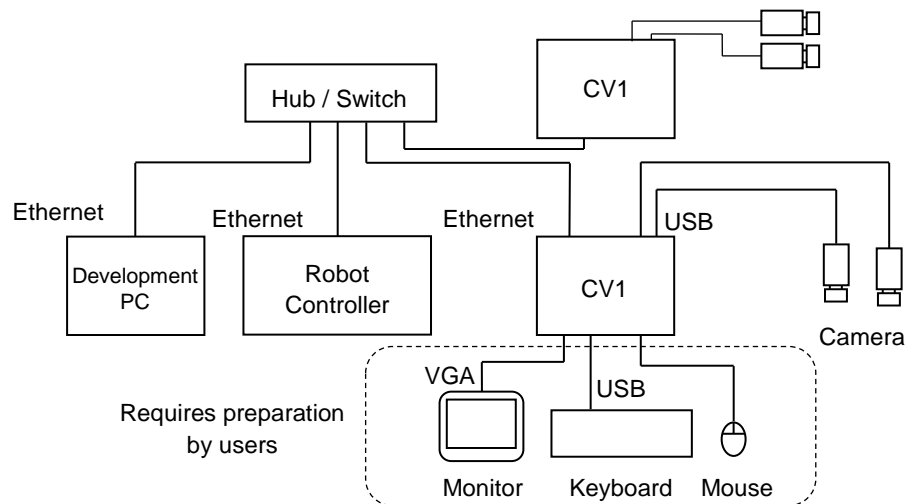 CV1
Hub / Switch
Ethernet
Ethernet
Ethernet
USB
Development
PC
Robot
Controller
CV1
Camera
VGA
USB
Requires preparation
by users
Monitor
Keyboard
Mouse